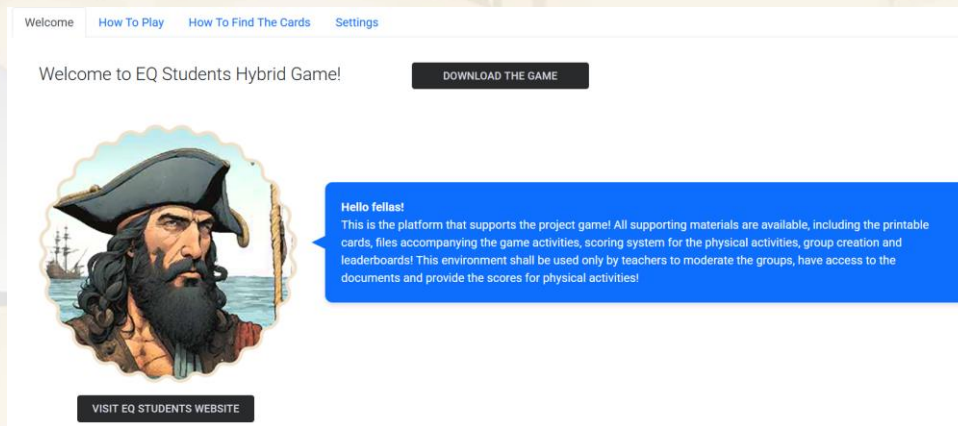 Welcome How To Play How To Find The Cards Settings
Welcome to EQ Students Hybrid Game! DOWNLOAD THE GAME
Hello fellas!
This is the platform that supports the project game! All supporting materials are available, including the printable
cards, files accompanying the game activities, scoring system for the physical activities, group creation and
leaderboards! This environment shall be used only by teachers to moderate the groups, have access to the
documents and provide the scores for physical activities!
VISIT EQ STUDENTS WEBSITE